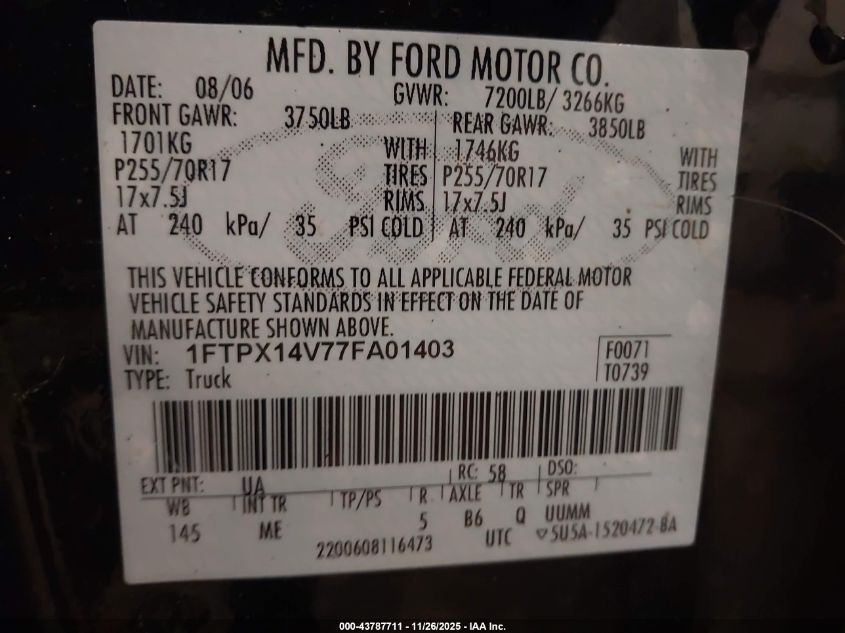 MFD. BY FORD MOTOR CO.
DATE: 08/06 GVWR: 7200LB/ 3266KG
FRONT GAWR: 3750LB REAR GAWR: 3850LB
1701KG WITH 1746KG WITH
P255/70R17 TIRES P255/70R17 TIRES
17x7.5J RIMS 17x7.5J RIMS
AT 240 kPa/ 35 PSI COLD AT 240 kPa/ 35 PSI COLD
Ford
THIS VEHICLE CONFORMS TO ALL APPLICABLE FEDERAL MOTOR
VEHICLE SAFETY STANDARDS IN EFFECT ON THE DATE OF
MANUFACTURE SHOWN ABOVE.
VIN: 1FTPX14V77FA01403 F0071
TYPE: Truck T0739
EXT PNT: UA RC: 58 DSO:
WB INT TR TP/PS R AXLE TR SPR
145 ME 5 B6 Q UUMM
2200608116473 UTC ▽5U5A-1520472-BA
000-43787711 - 11/26/2025 - IAA Inc.